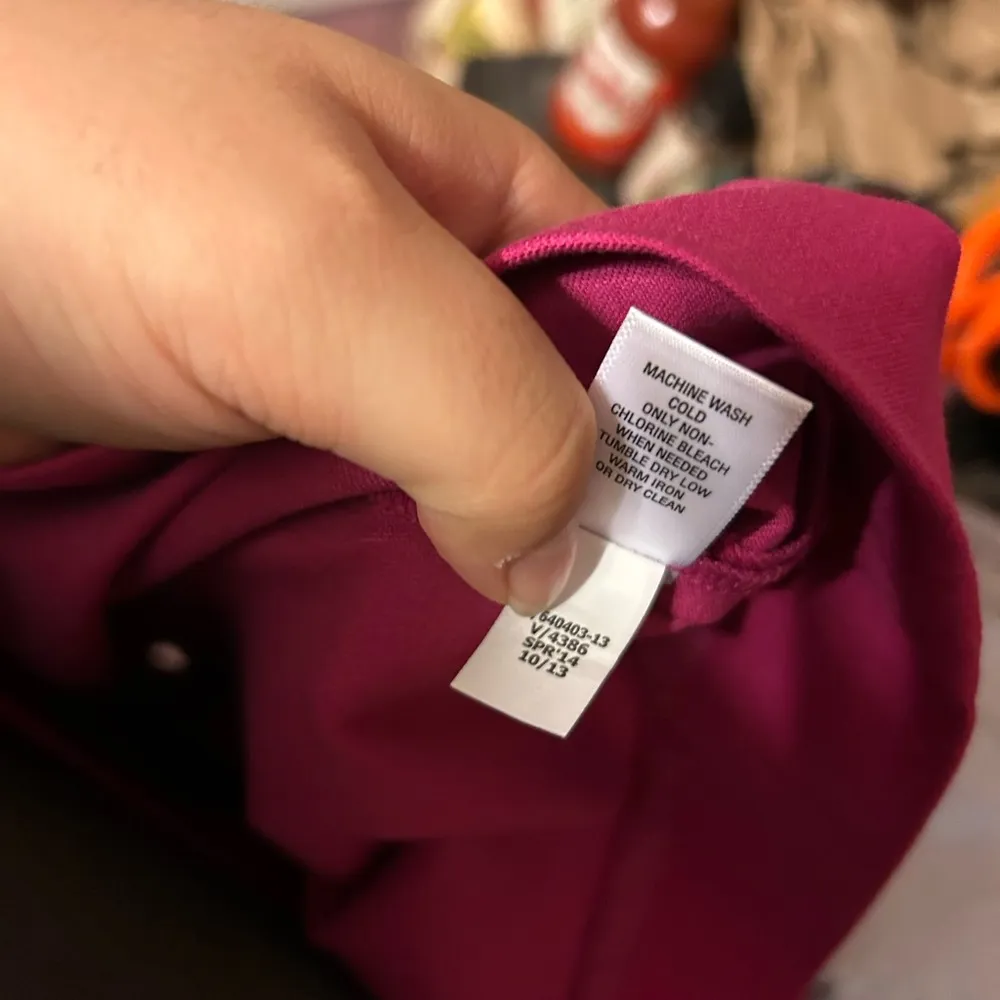 MACHINE WASH
COLD
ONLY NON-
CHLORINE BLEACH
WHEN NEEDED
TUMBLE DRY LOW
WARM IRON
OR DRY CLEAN
/640403-13
V/4386
SPR'14
10/13